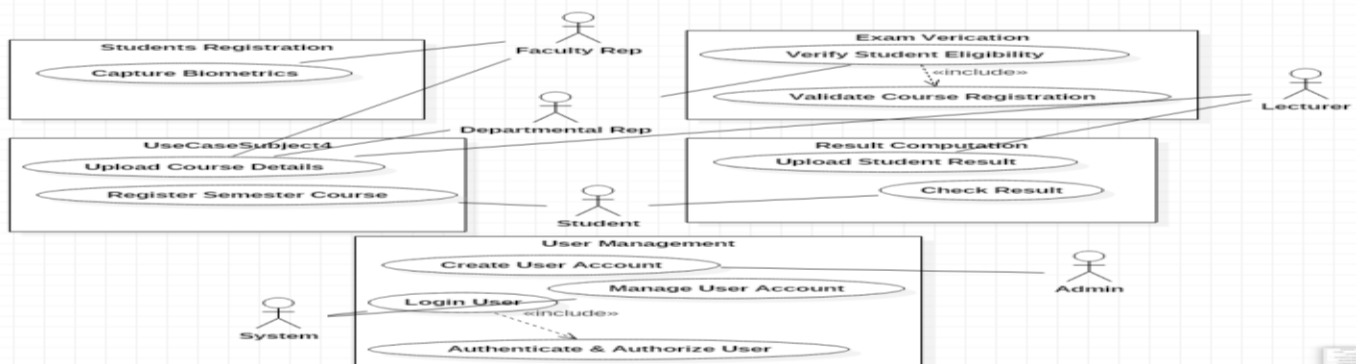 Faculty Rep
Students Registration
Capture Biometrics
Exam Verication
Verify Student Eligibility
«include»
Validate Course Registration
Lecturer
Departmental Rep
UseCaseSubject4
Upload Course Details
Register Semester Course
Result Computation
Upload Student Result
Check Result
Student
User Management
Create User Account
Manage User Account
Login User
«include»
Authenticate & Authorize User
Admin
System